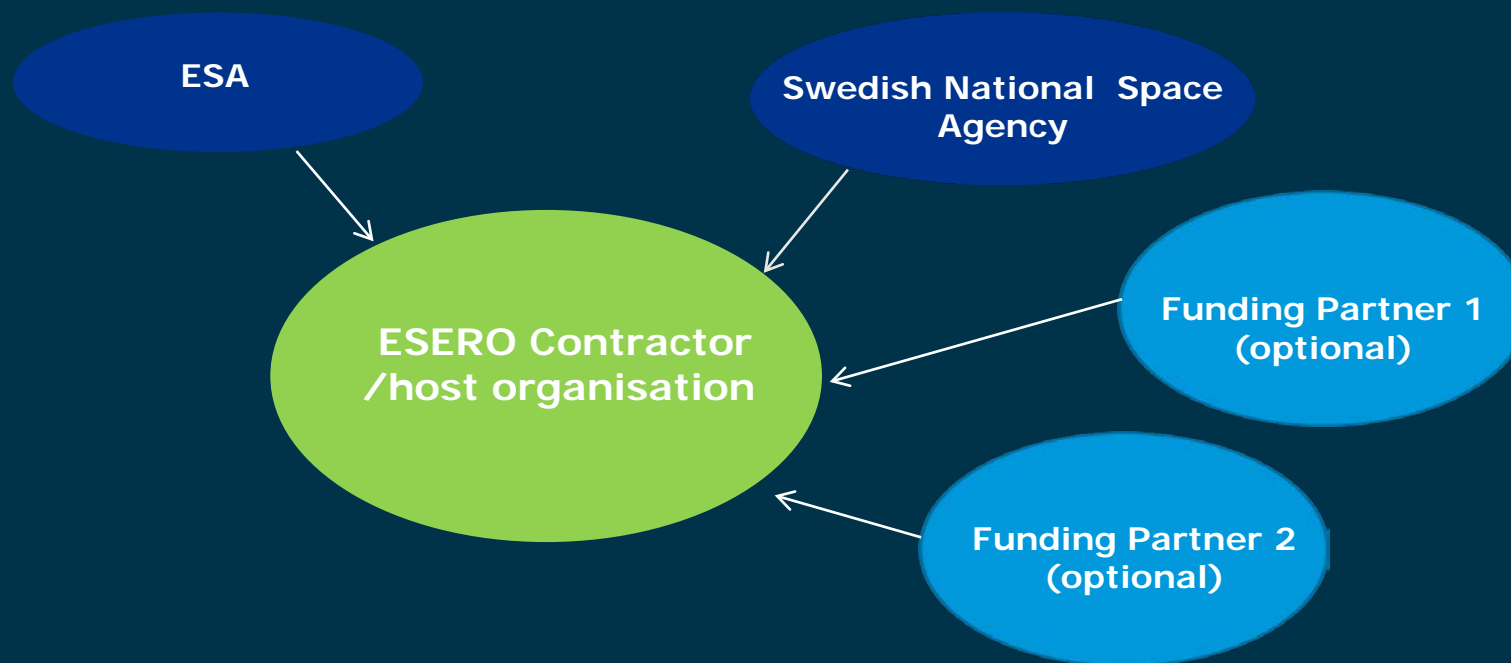 ESA
Swedish National Space
Agency
ESERO Contractor
/host organisation
Funding Partner 1
(optional)
Funding Partner 2
(optional)